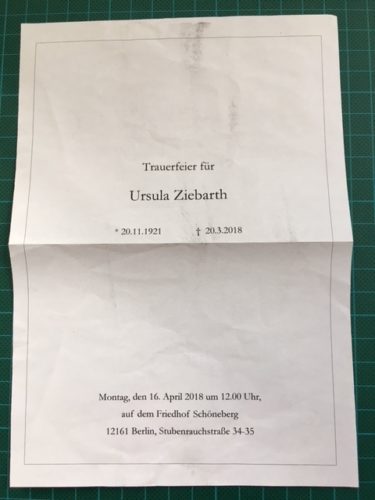 Trauerfeier für
Ursula Ziebarth
* 20.11.1921 † 20.3.2018
Montag, den 16. April 2018 um 12.00 Uhr,
auf dem Friedhof Schöneberg
12161 Berlin, Stubenrauchstraße 34-35